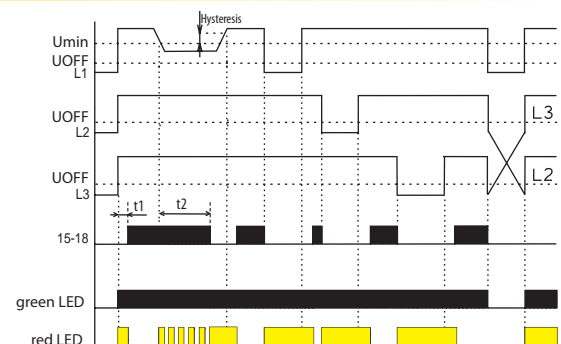 Hysteresis
Umin
UOFF
L1
UOFF
L2
L3
UOFF
L3
L2
t1
t2
15-18
green LED
red LED